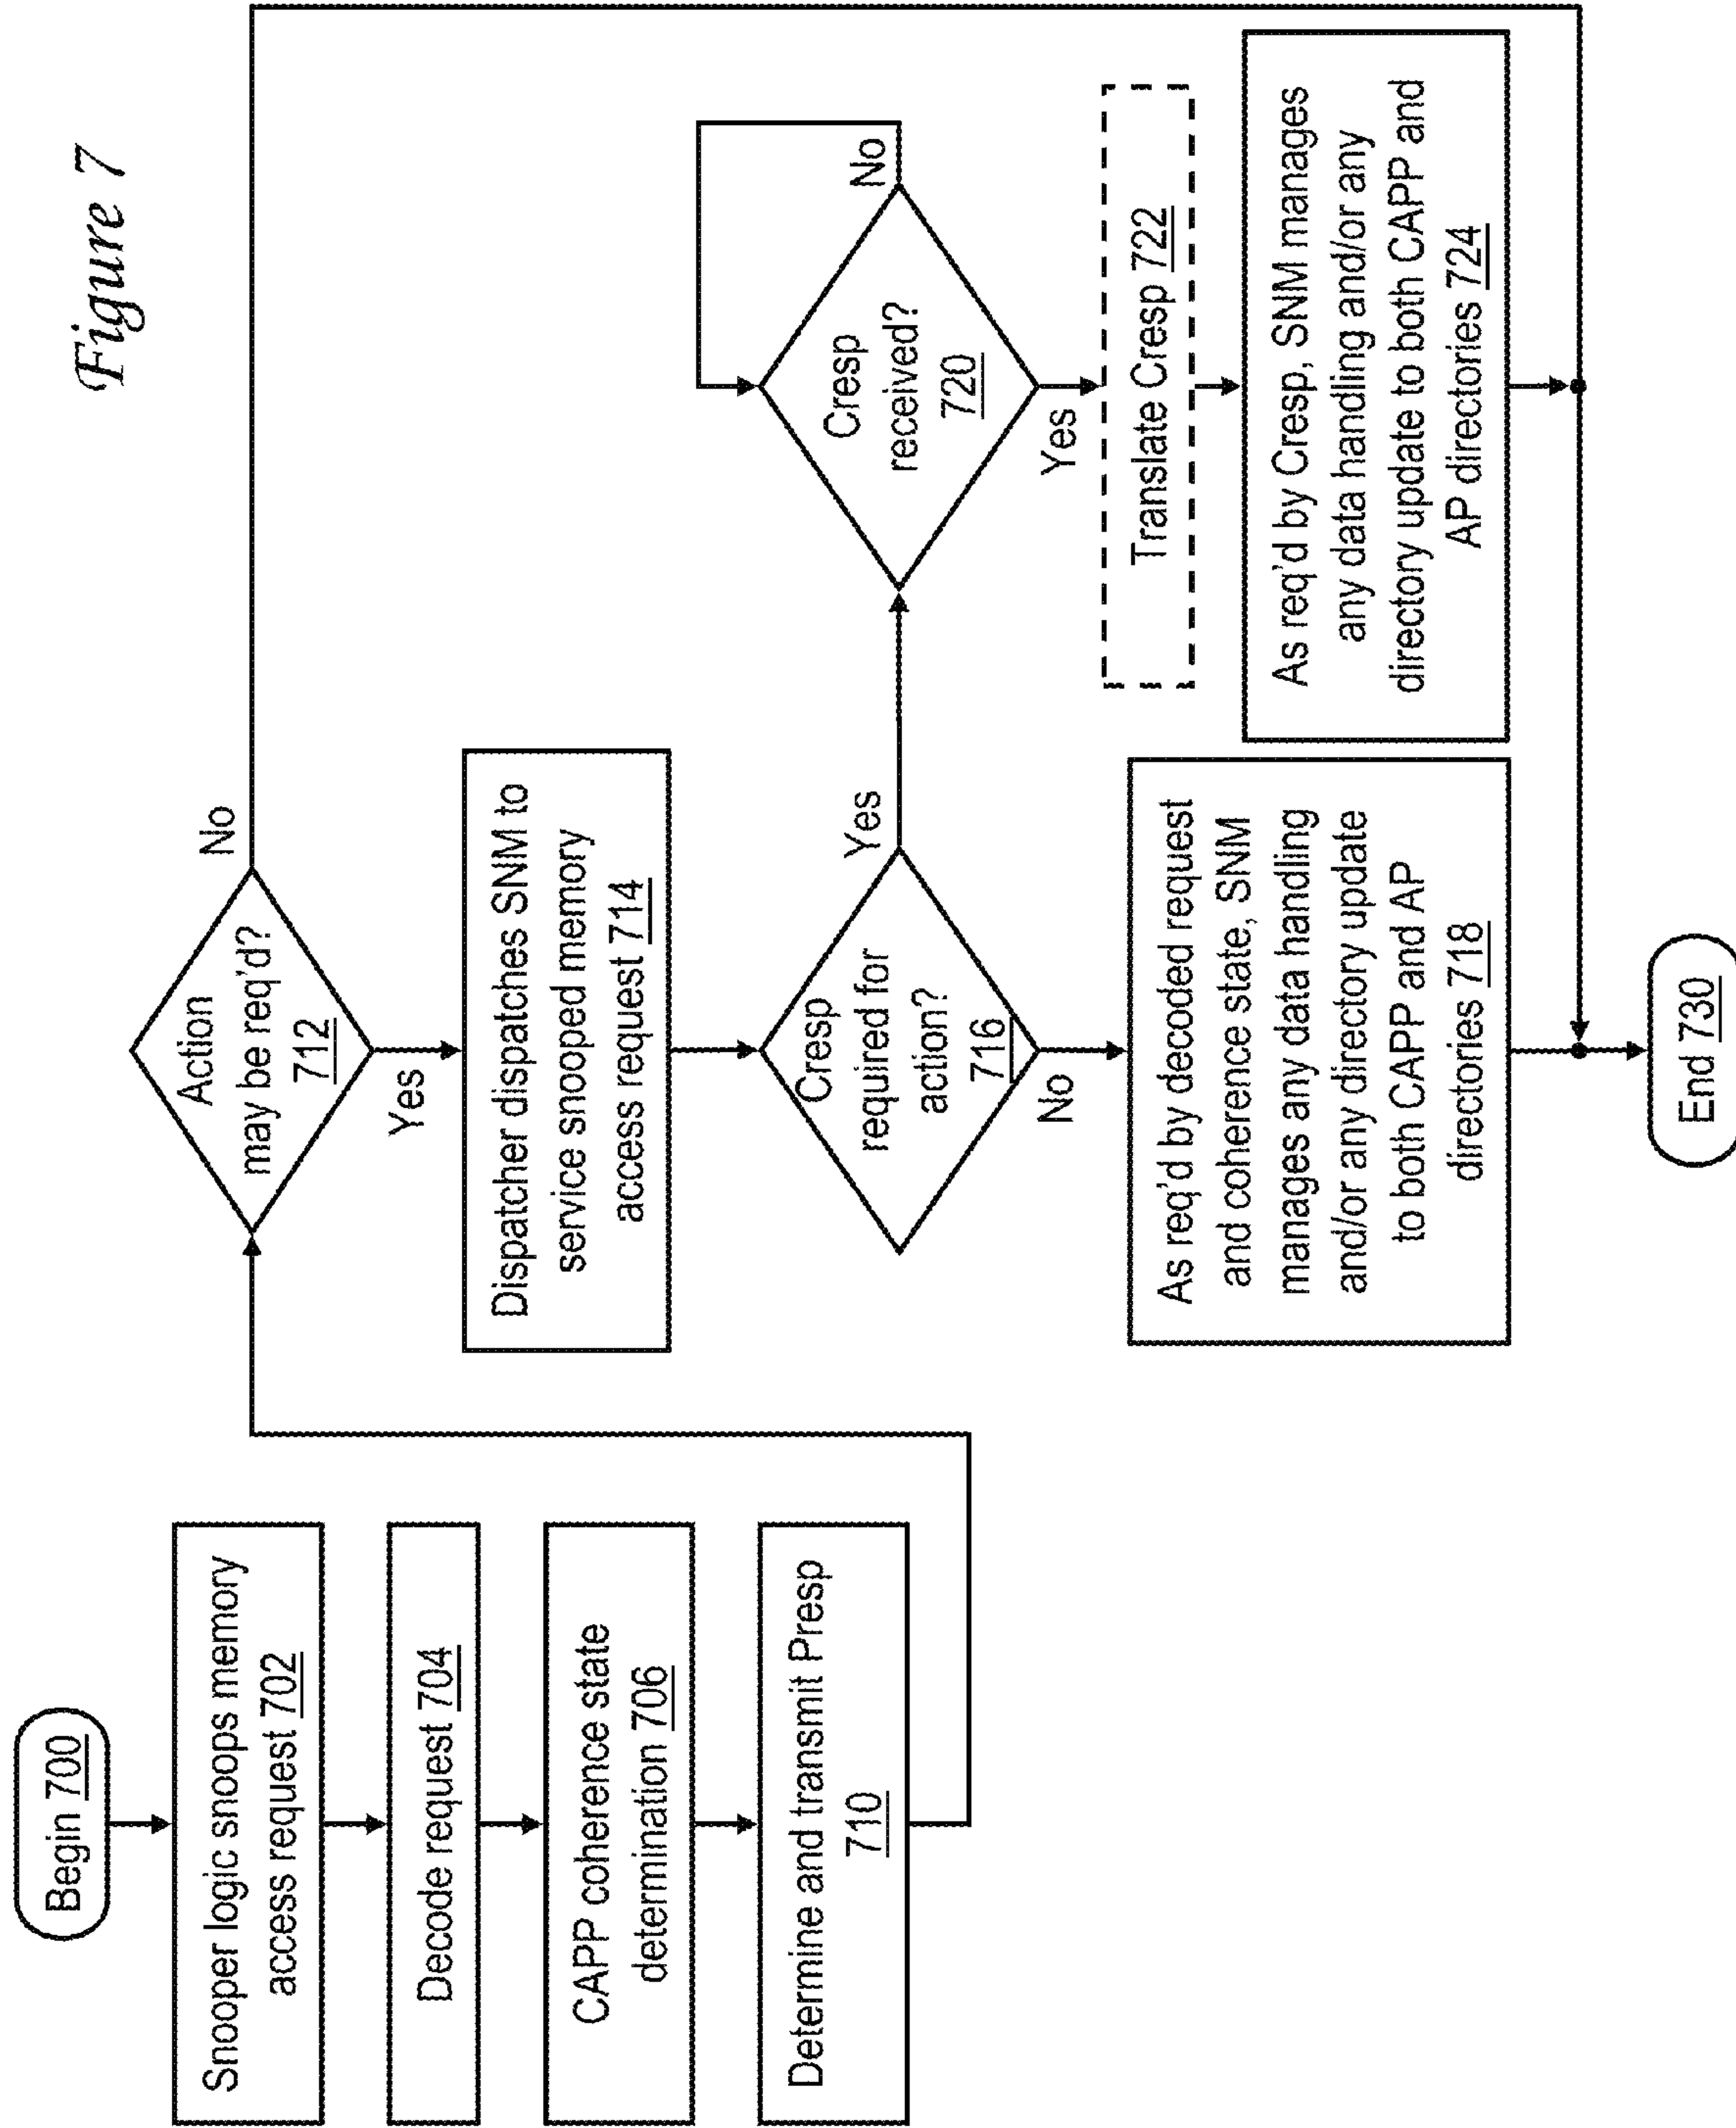 Figure 7
Begin 700
Snooper logic snoops memory
access request 702
Decode request 704
CAPP coherence state
determination 706
Determine and transmit Presp
710
Action
may be req'd?
712
No
Yes
Dispatcher dispatches SNM to
service snooped memory
access request 714
Cresp
required for
action?
716
Yes
No
As req'd by decoded request
and coherence state, SNM
manages any data handling
and/or any directory update
to both CAPP and AP
directories 718
Cresp
received?
720
No
Yes
Translate Cresp 722
As req'd by Cresp, SNM manages
any data handling and/or any
directory update to both CAPP and
AP directories 724
End 730